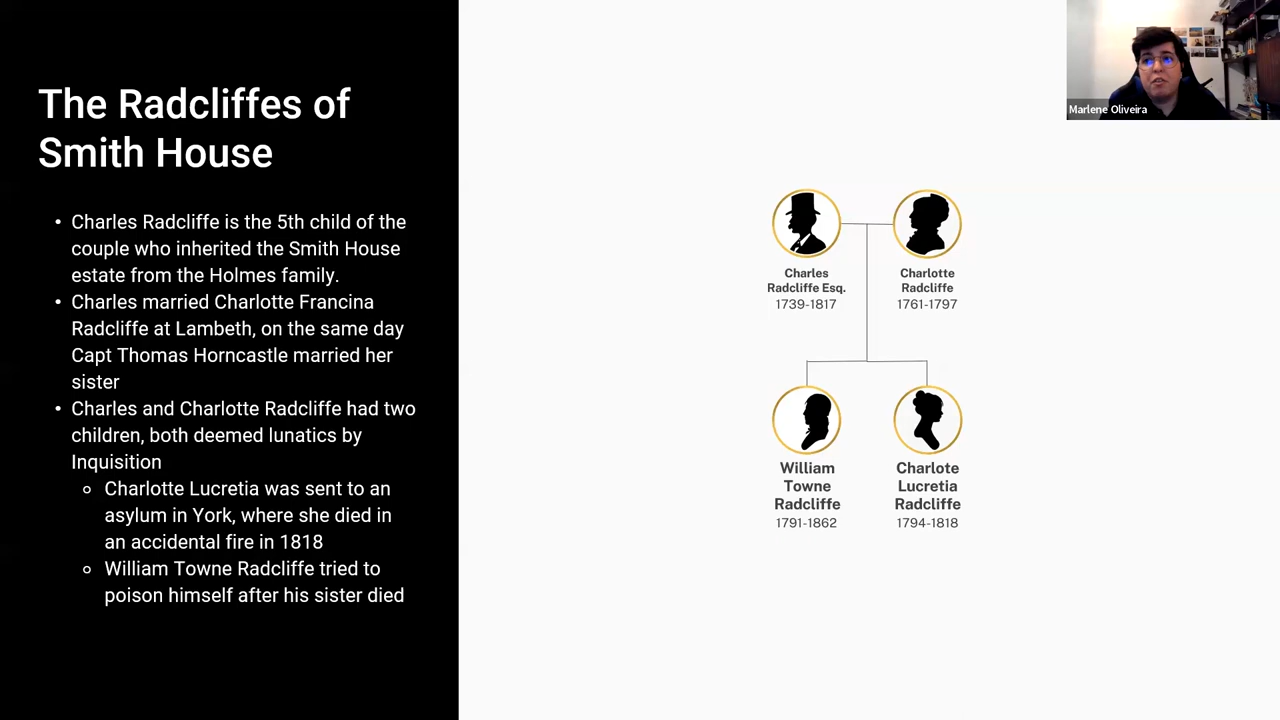 The Radcliffes of
Smith House
• Charles Radcliffe is the 5th child of the
couple who inherited the Smith House
estate from the Holmes family.
• Charles married Charlotte Francina
Radcliffe at Lambeth, on the same day
Capt Thomas Horncastle married her
sister
• Charles and Charlotte Radcliffe had two
children, both deemed lunatics by
Inquisition
○ Charlotte Lucretia was sent to an
asylum in York, where she died in
an accidental fire in 1818
○ William Towne Radcliffe tried to
poison himself after his sister died
Marlene Oliveira
Charles
Radcliffe Esq.
1739-1817
Charlotte
Radcliffe
1761-1797
William
Towne
Radcliffe
1791-1862
Charlote
Lucretia
Radcliffe
1794-1818